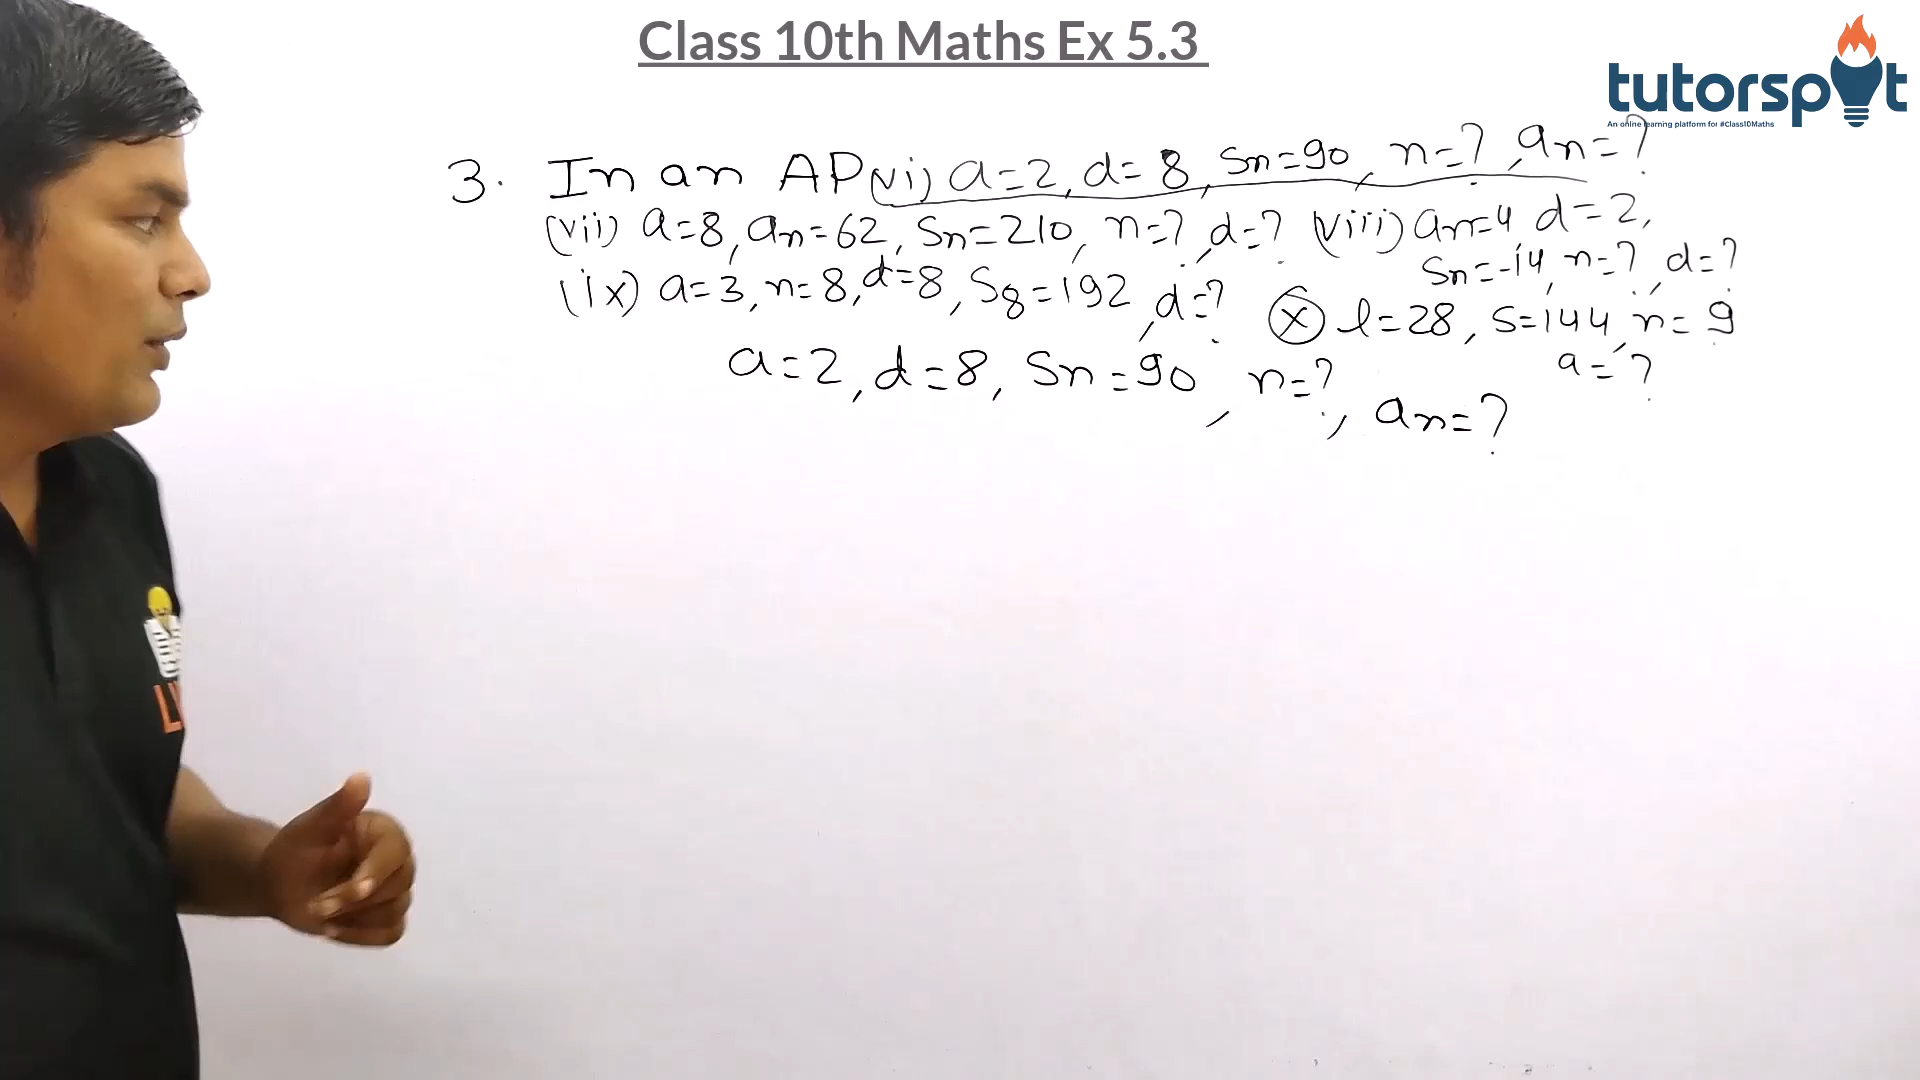 Class 10th Maths Ex 5.3
tutorspot
An online learning platform for #Class10Maths
3. In an AP (vi) a=2, d=8, Sn=90, n=?, an=?
(vii) a=8, an=62, Sn=210, n=?, d=? (viii) an=4 d=2,
Sn=-14, n=?, d=?
(ix) a=3, n=8, d=8, S8=192, d=? (x) l=28, S=144, n=9
a=?
a=2, d=8, Sn=90, n=?, an=?